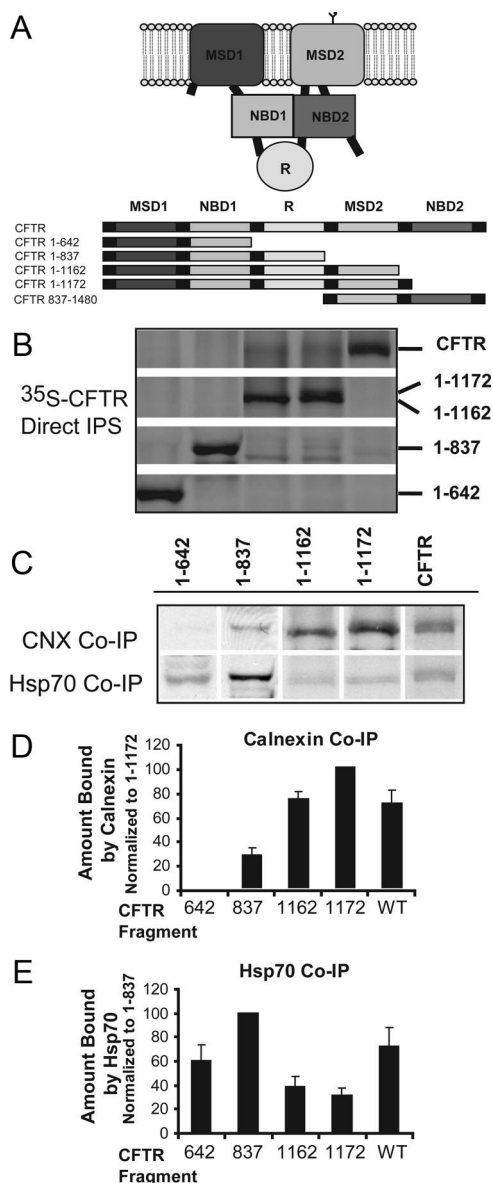 A
MSD1 MSD2
NBD1 NBD2
R
MSD1 NBD1 R MSD2 NBD2
CFTR
CFTR 1-642
CFTR 1-837
CFTR 1-1162
CFTR 1-1172
CFTR 837-1480
B
35S-CFTR
Direct IPS
CFTR
1-1172
1-1162
1-837
1-642
C
1-642 1-837 1-1162 1-1172 CFTR
CNX Co-IP
Hsp70 Co-IP
D
Calnexin Co-IP
Amount Bound
by Calnexin
Normalized to 1-1172
120
100
80
60
40
20
0
CFTR 642 837 1162 1172 WT
Fragment
E
Hsp70 Co-IP
Amount Bound
by Hsp70
Normalized to 1-837
120
100
80
60
40
20
0
CFTR 642 837 1162 1172 WT
Fragment